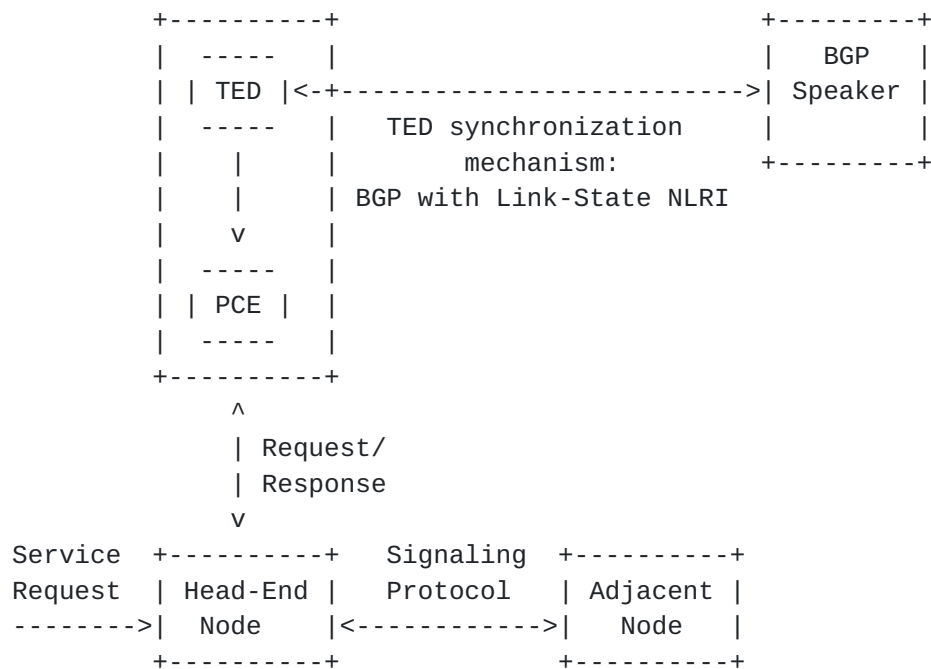 +----------+                           +---------+
|  -----   |                           |   BGP   |
| | TED |<-+-------------------------->| Speaker |
|  -----   |   TED synchronization     |         |
|    |     |        mechanism:         +---------+
|    |     | BGP with Link-State NLRI
|    v     |
|  -----   |
| | PCE |  |
|  -----   |
+----------+
^
| Request/
| Response
v
Service  +----------+   Signaling  +----------+
Request  | Head-End |   Protocol   | Adjacent |
-------->|  Node    |<------------>|   Node   |
+----------+              +----------+